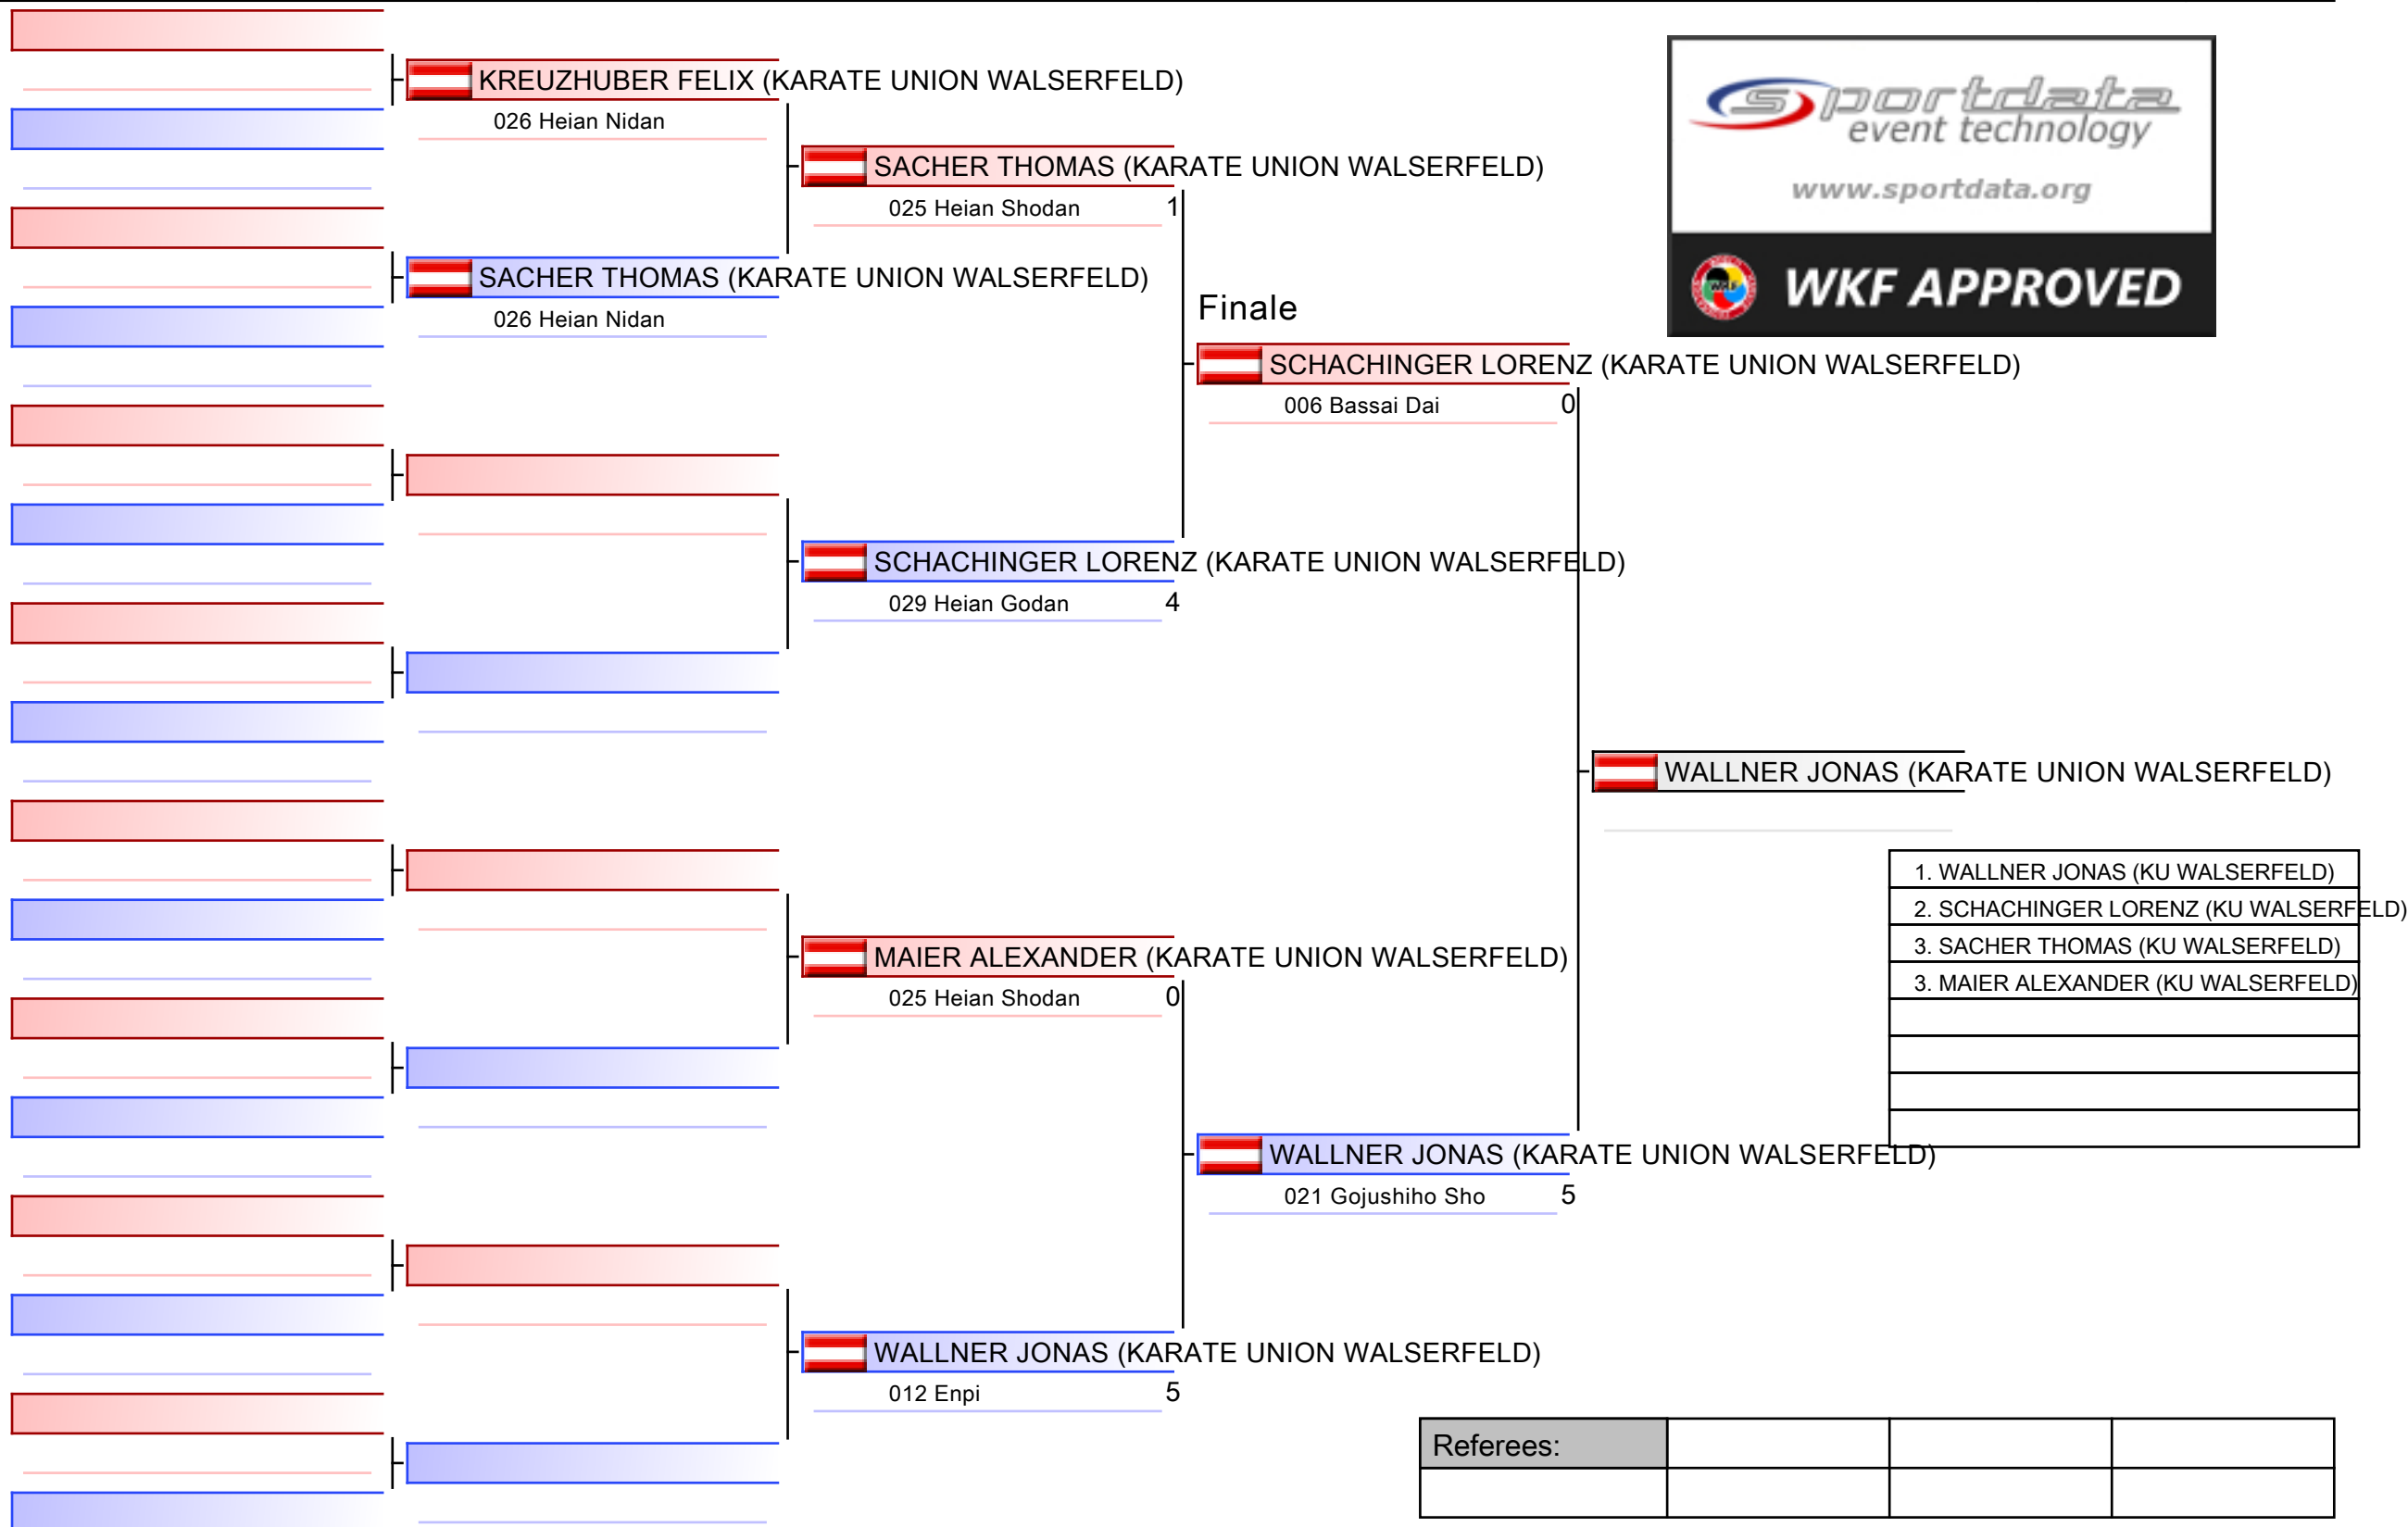 KREUZHUBER FELIX (KARATE UNION WALSERFELD)
026 Heian Nidan
SACHER THOMAS (KARATE UNION WALSERFELD)
026 Heian Nidan
SACHER THOMAS (KARATE UNION WALSERFELD)
025 Heian Shodan 1
SCHACHINGER LORENZ (KARATE UNION WALSERFELD)
029 Heian Godan 4
MAIER ALEXANDER (KARATE UNION WALSERFELD)
025 Heian Shodan 0
WALLNER JONAS (KARATE UNION WALSERFELD)
012 Enpi 5
Finale
SCHACHINGER LORENZ (KARATE UNION WALSERFELD)
006 Bassai Dai 0
WALLNER JONAS (KARATE UNION WALSERFELD)
021 Gojushiho Sho 5
WALLNER JONAS (KARATE UNION WALSERFELD)
sportdata
event technology
www.sportdata.org
WKF APPROVED
1. WALLNER JONAS (KU WALSERFELD)
2. SCHACHINGER LORENZ (KU WALSERFELD)
3. SACHER THOMAS (KU WALSERFELD)
3. MAIER ALEXANDER (KU WALSERFELD)
Referees: